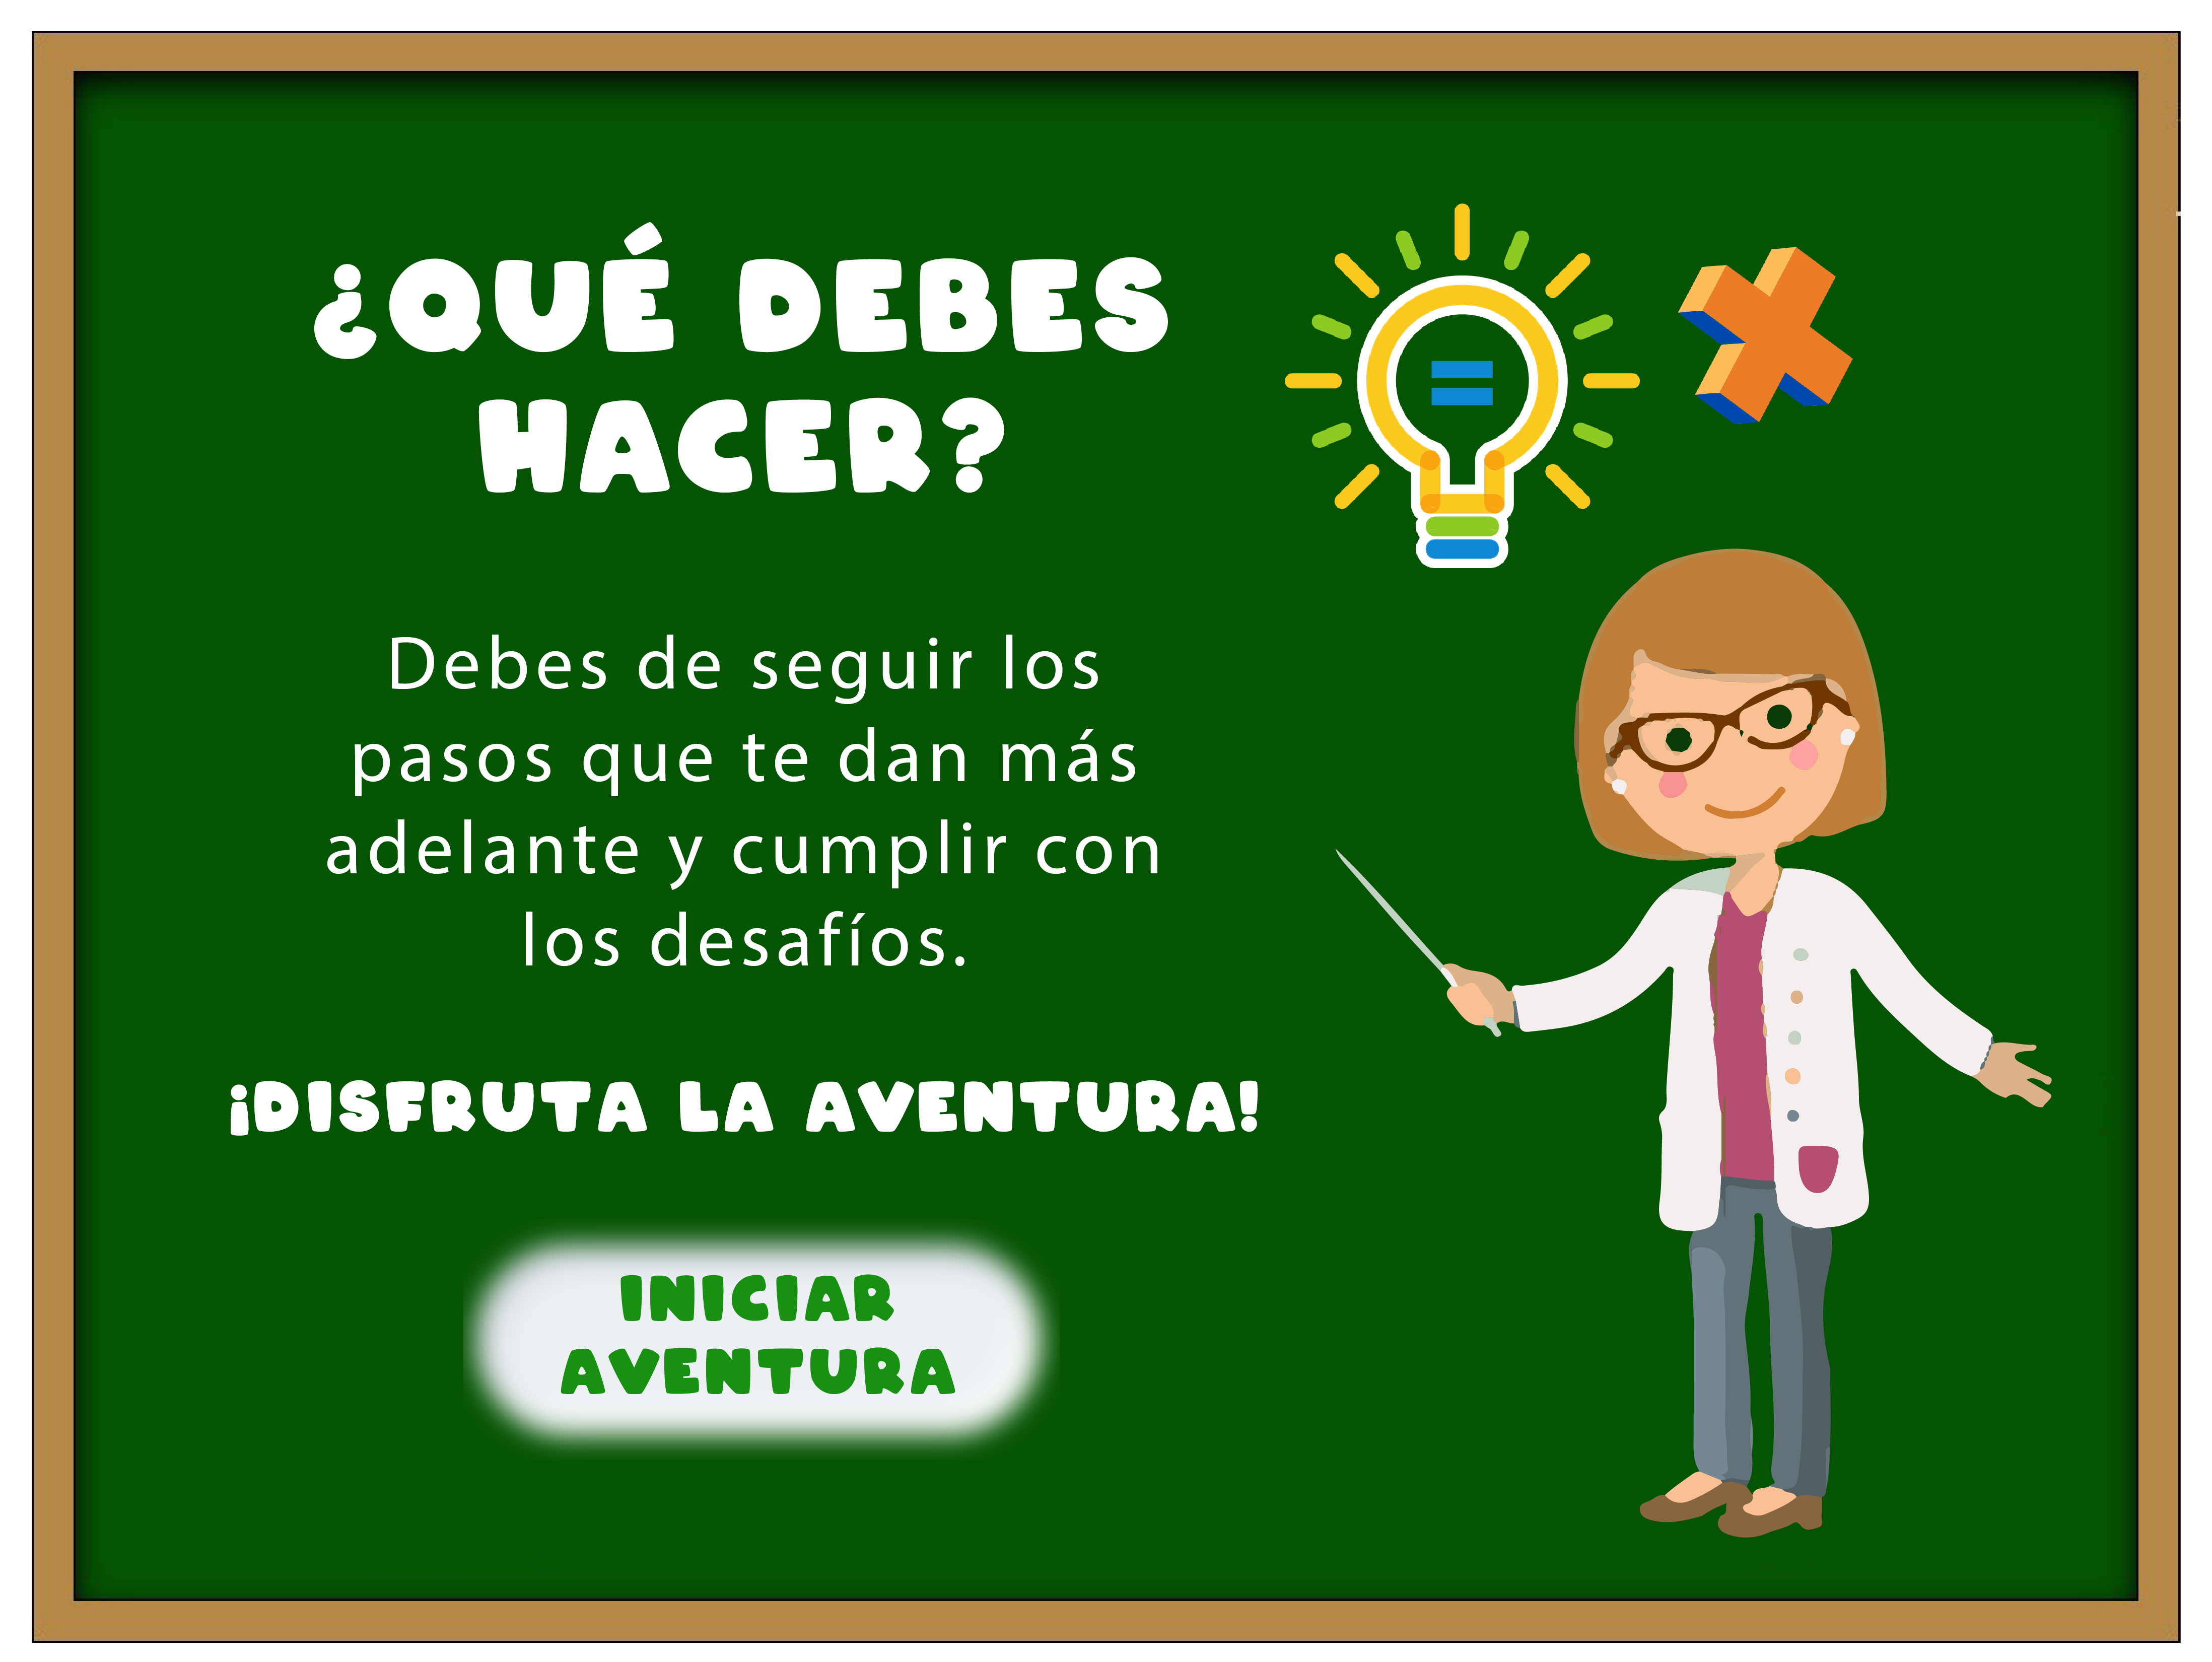 ¿QUÉ DEBES
HACER?
Debes de seguir los
pasos que te dan más
adelante y cumplir con
los desafíos.
¡DISFRUTA LA AVENTURA!
INICIAR
AVENTURA